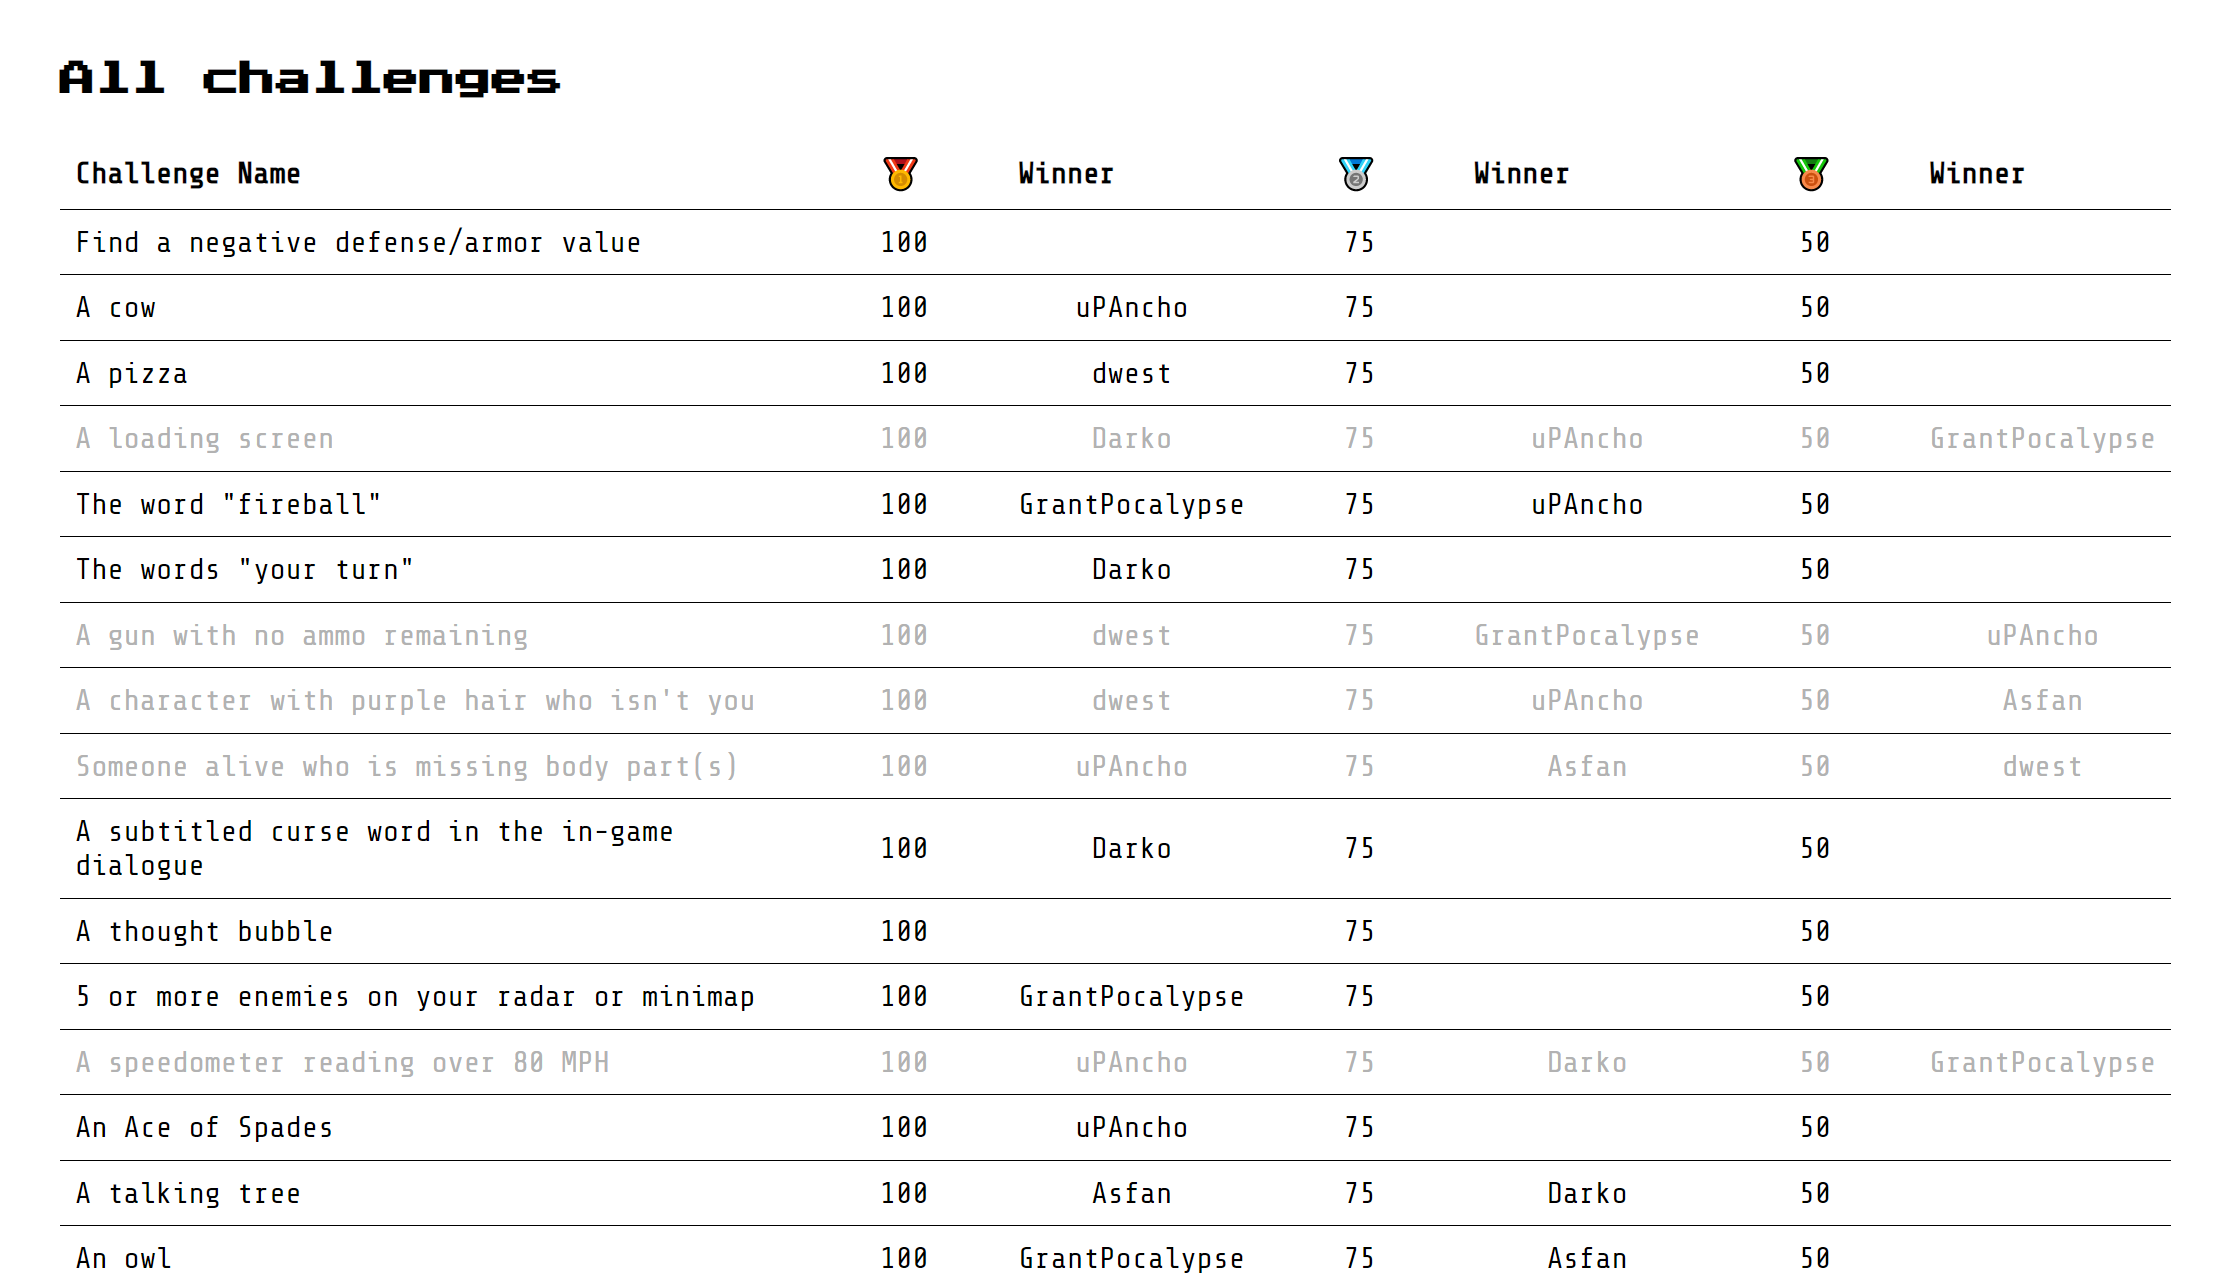 All challenges
Challenge Name Winner Winner Winner
Find a negative defense/armor value 100 75 50
A cow 100 uPAncho 75 50
A pizza 100 dwest 75 50
A loading screen 100 Darko 75 uPAncho 50 GrantPocalypse
The word "fireball" 100 GrantPocalypse 75 uPAncho 50
The words "your turn" 100 Darko 75 50
A gun with no ammo remaining 100 dwest 75 GrantPocalypse 50 uPAncho
A character with purple hair who isn't you 100 dwest 75 uPAncho 50 Asfan
Someone alive who is missing body part(s) 100 uPAncho 75 Asfan 50 dwest
A subtitled curse word in the in-game
dialogue 100 Darko 75 50
A thought bubble 100 75 50
5 or more enemies on your radar or minimap 100 GrantPocalypse 75 50
A speedometer reading over 80 MPH 100 uPAncho 75 Darko 50 GrantPocalypse
An Ace of Spades 100 uPAncho 75 50
A talking tree 100 Asfan 75 Darko 50
An owl 100 GrantPocalypse 75 Asfan 50